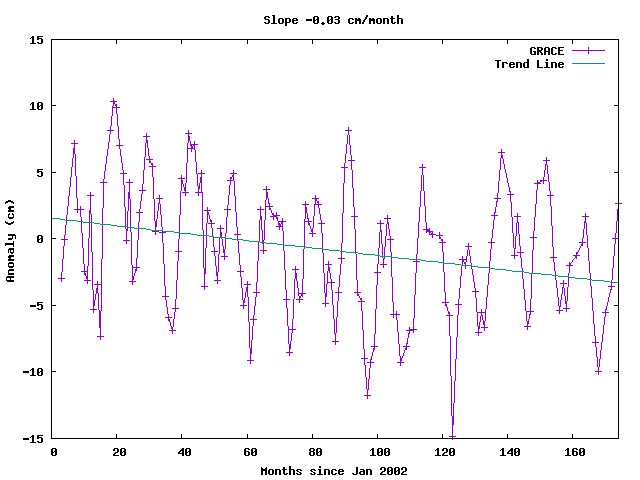 Slope -0.03 cm/month
15
GRACE
Trend Line
10
5
0
-5
-10
-15
Anomaly (cm)
0 20 40 60 80 100 120 140 160
Months since Jan 2002